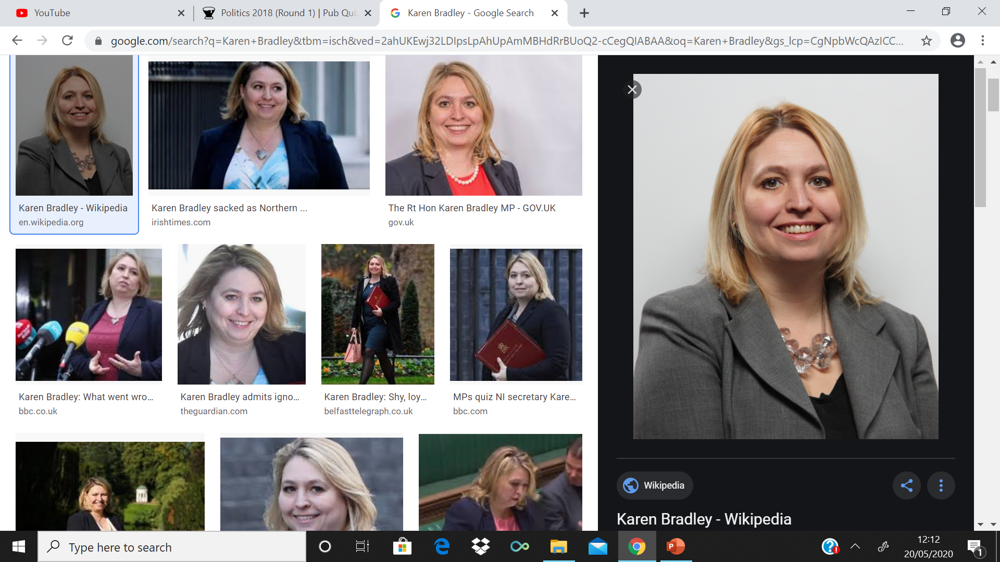 YouTube
Politics 2018 (Round 1) | Pub Qui
Karen Bradley - Google Search
google.com/search?q=Karen+Bradley&tbm=isch&ved=2ahUKEwj32LDIpsLpAhUpAmMBHdRrBUoQ2-cCegQIABAA&oq=Karen+Bradley&gs_lcp=CgNpbWcQAzICC...
Karen Bradley - Wikipedia
en.wikipedia.org
Karen Bradley sacked as Northern ...
irishtimes.com
The Rt Hon Karen Bradley MP - GOV.UK
gov.uk
Karen Bradley: What went wro...
bbc.co.uk
Karen Bradley admits igno...
theguardian.com
Karen Bradley: Shy, loy...
belfasttelegraph.co.uk
MPs quiz NI secretary Kare...
bbc.com
Wikipedia
Karen Bradley - Wikipedia
Type here to search
12:12
20/05/2020
1